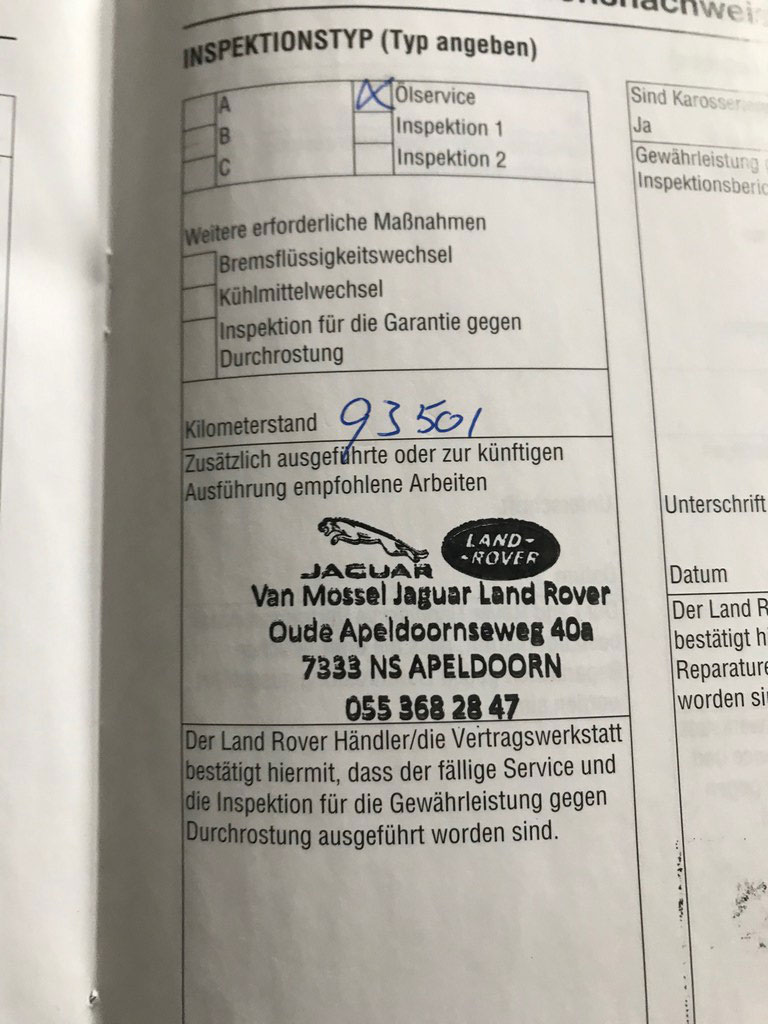 INSPEKTIONSTYP (Typ angeben)
A
B
C
Ölservice
Inspektion 1
Inspektion 2
Weitere erforderliche Maßnahmen
Bremsflüssigkeitswechsel
Kühlmittelwechsel
Inspektion für die Garantie gegen
Durchrostung
Kilometerstand 93501
Zusätzlich ausgeführte oder zur künftigen
Ausführung empfohlene Arbeiten
JAGUAR
LAND-
-ROVER
Van Mossel Jaguar Land Rover
Oude Apeldoornseweg 40a
7333 NS APELDOORN
055 368 28 47
Der Land Rover Händler/die Vertragswerkstatt
bestätigt hiermit, dass der fällige Service und
die Inspektion für die Gewährleistung gegen
Durchrostung ausgeführt worden sind.
Sind
Ja
Gewährleistung
Unterschrift
Datum
Der Land
bestätigt
worden